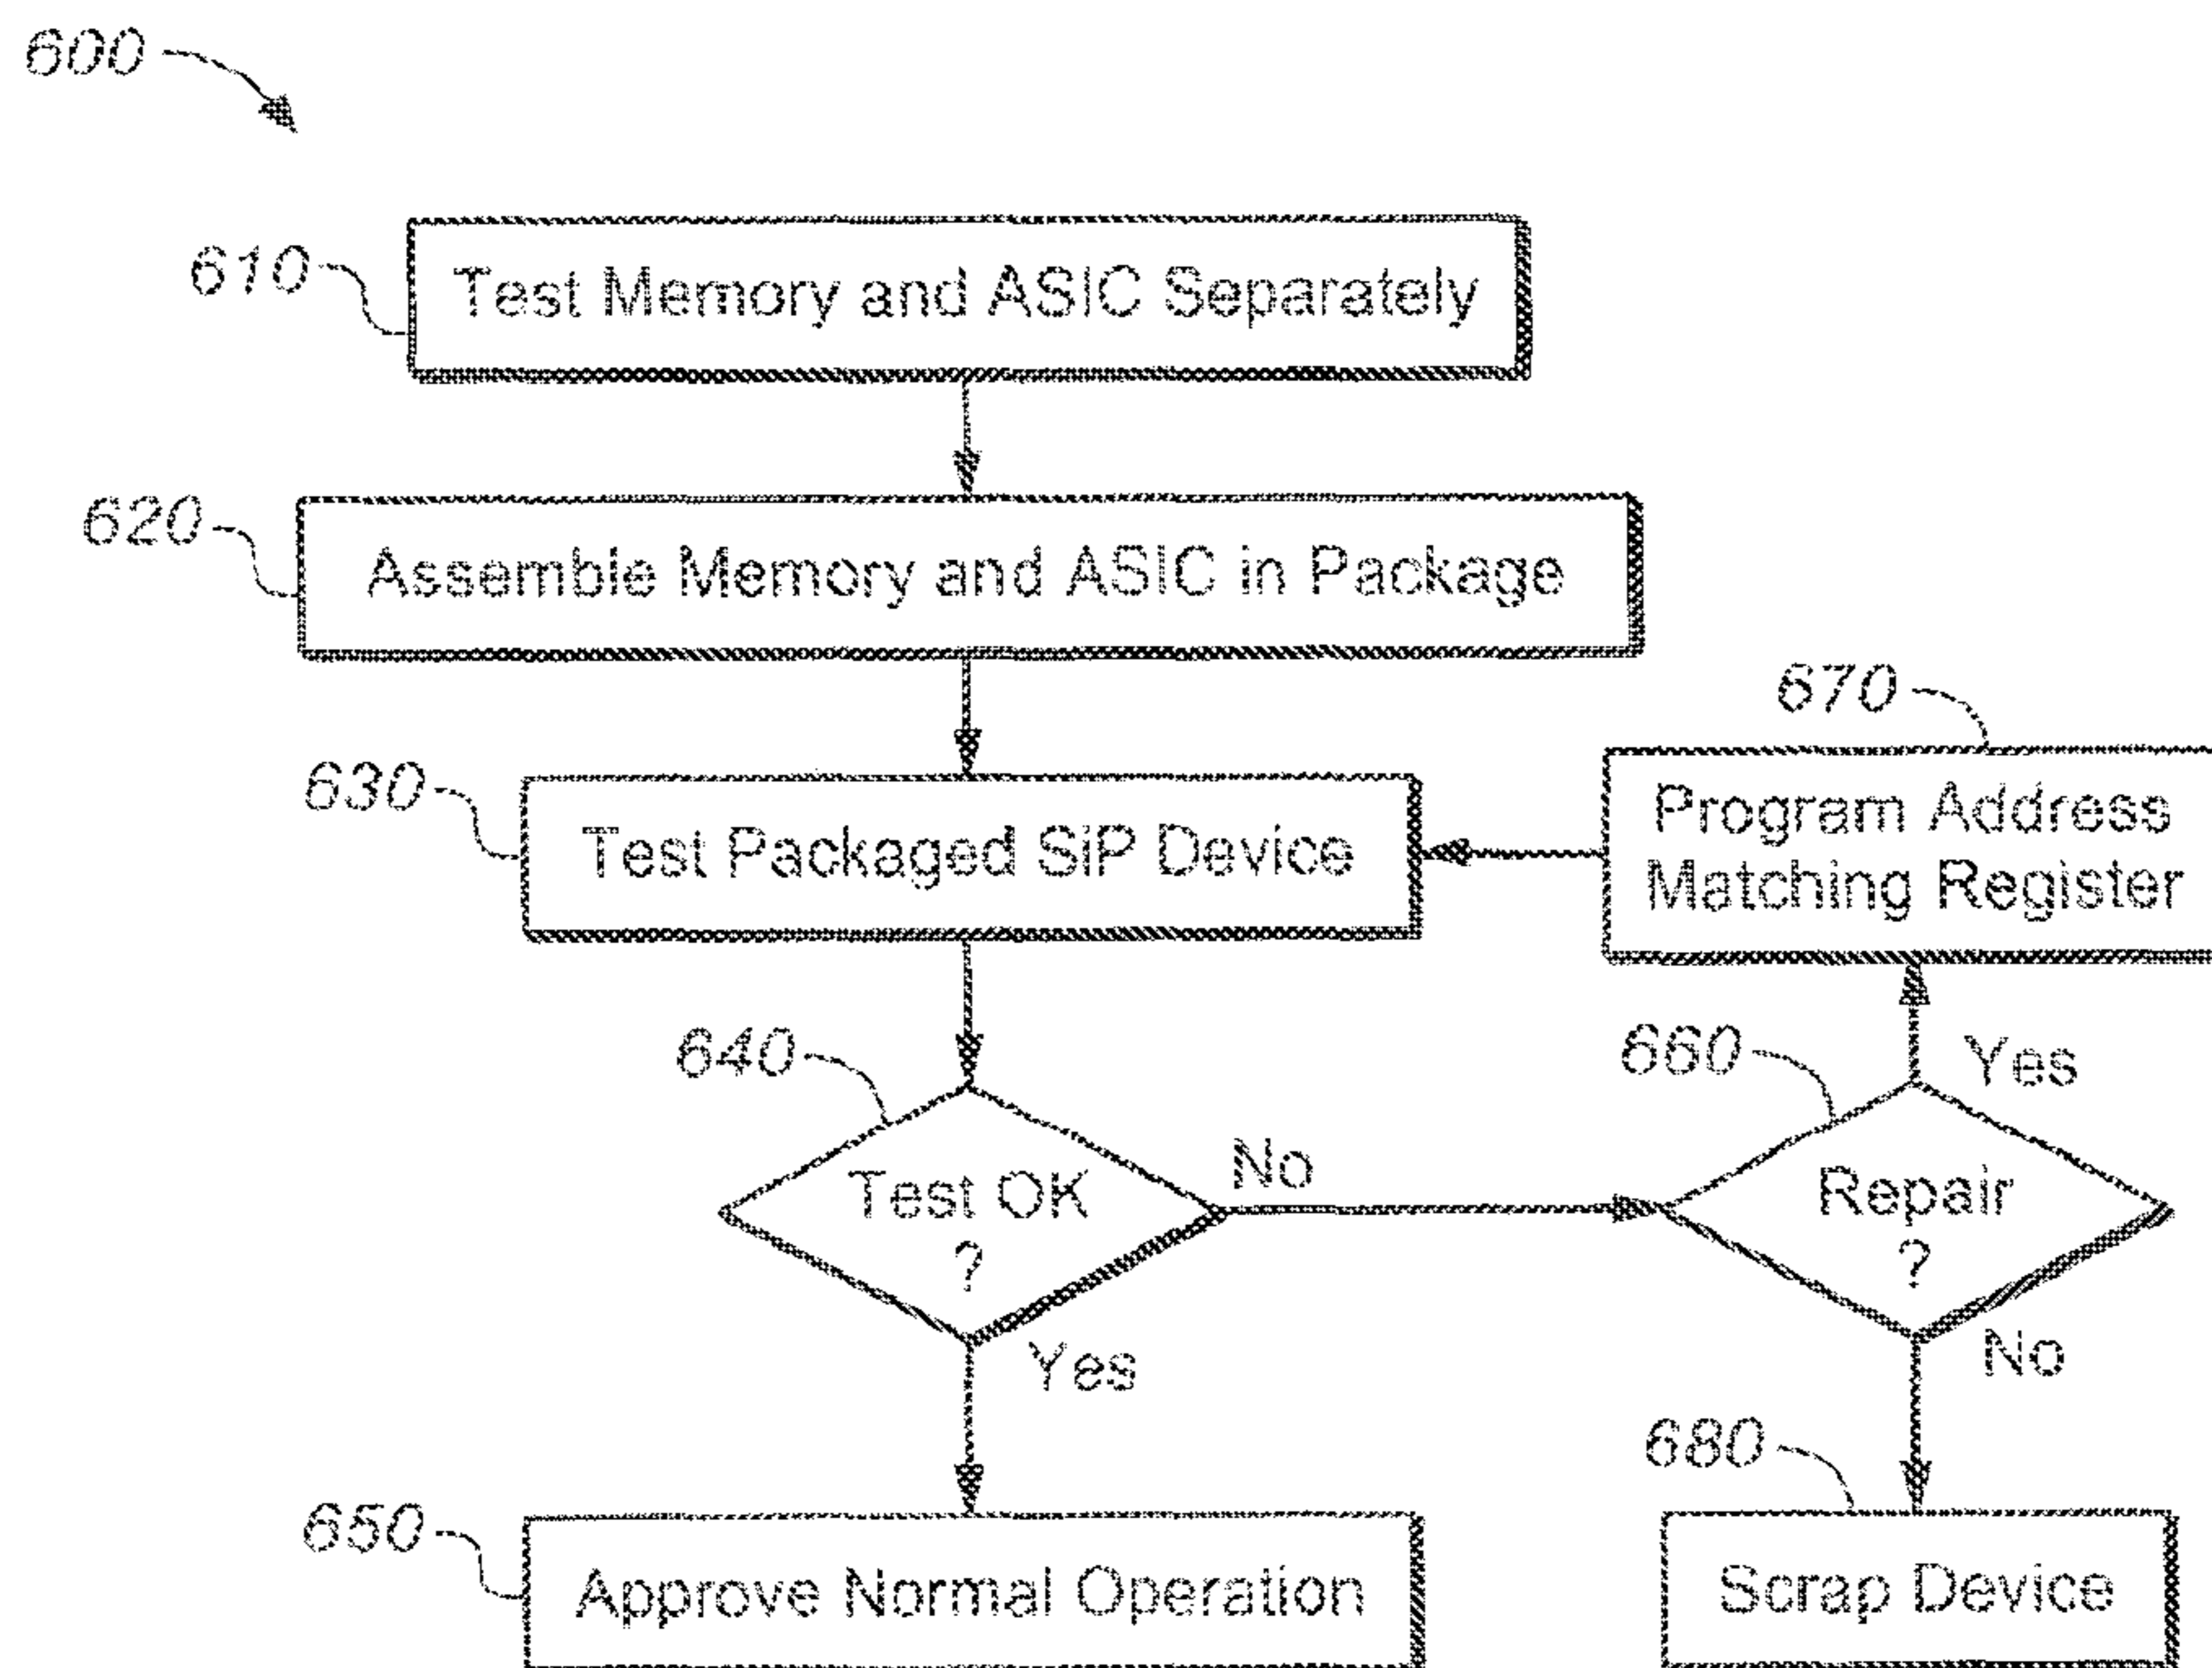 600
610
Test Memory and ASIC Separately
620
Assemble Memory and ASIC in Package
670
630
Test Packaged SiP Device
Program Address
Matching Register
640
660
Yes
No
Test OK
?
Repair
?
Yes
No
680
650
Approve Normal Operation
Scrap Device